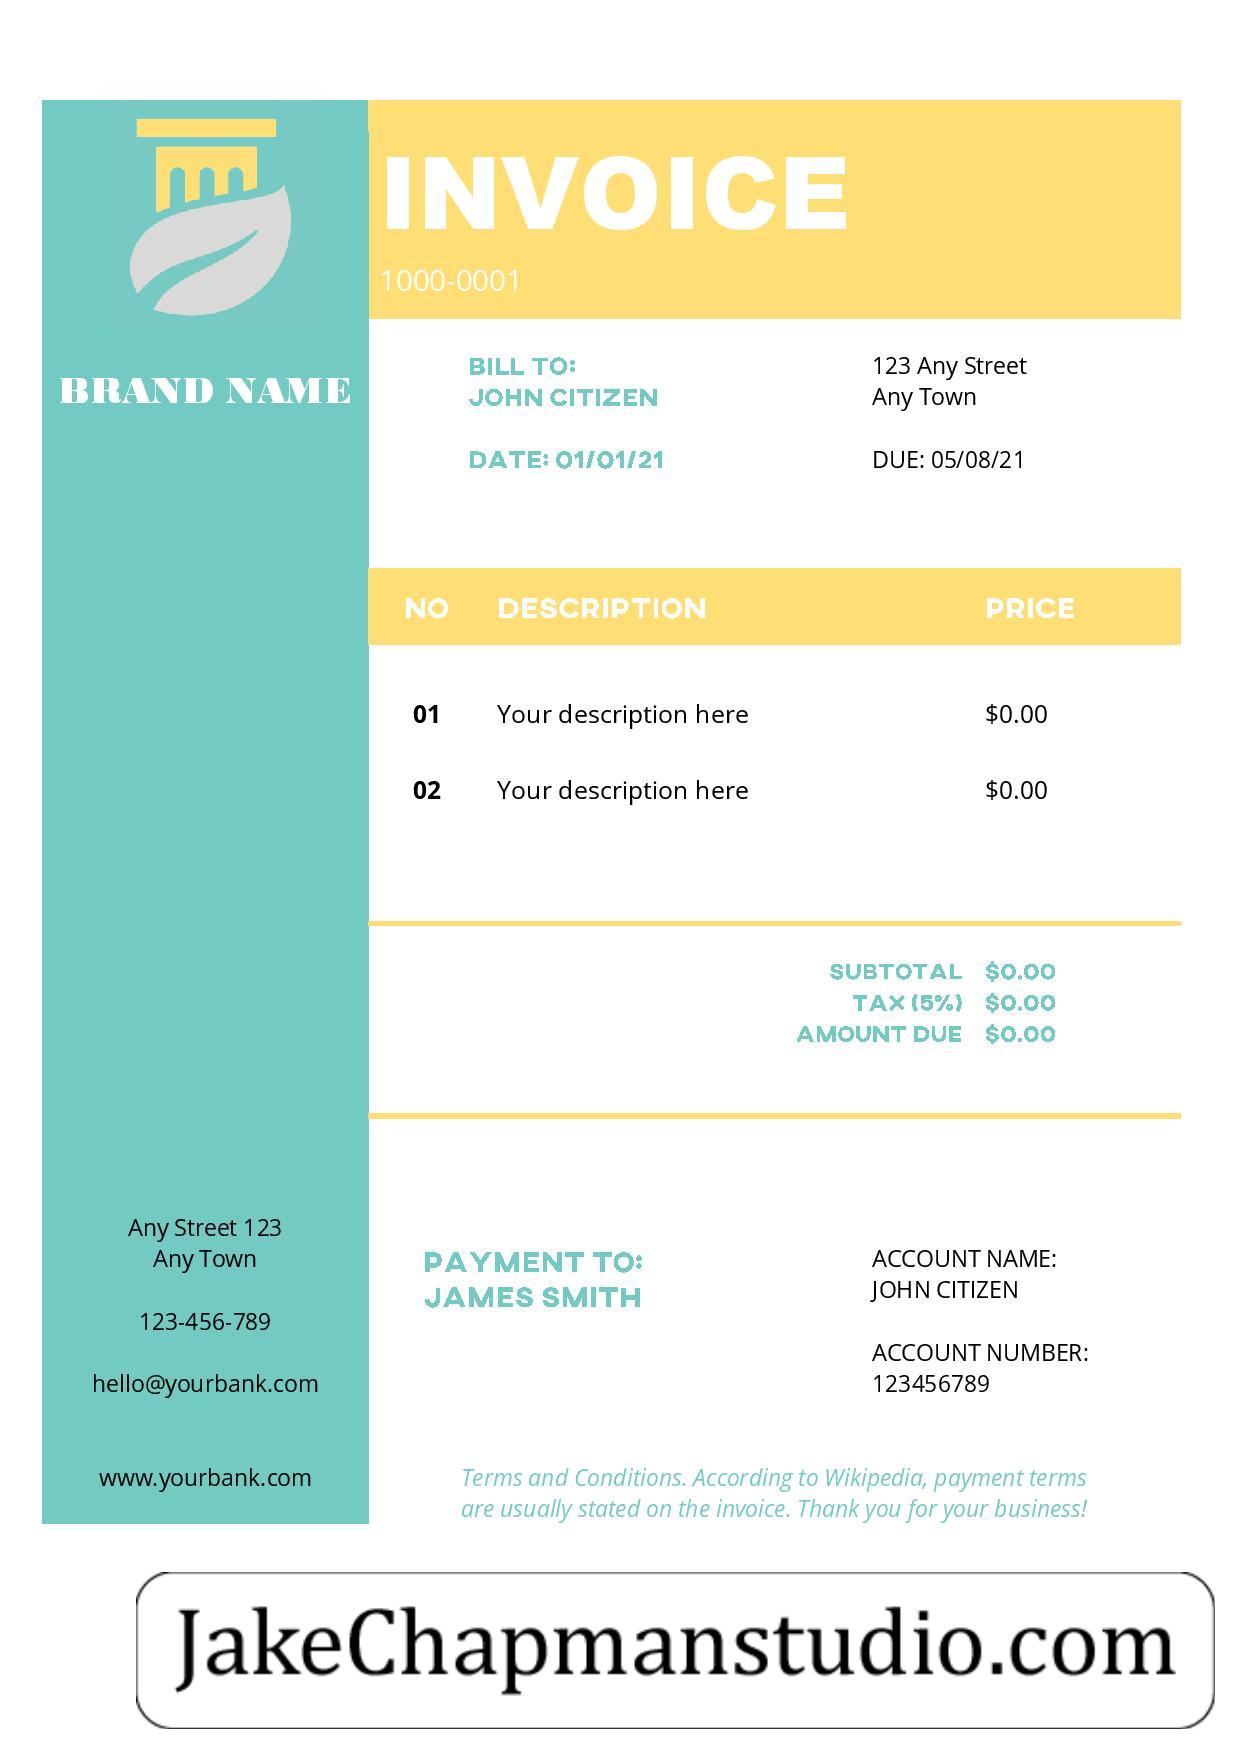 INVOICE
1000-0001
BRAND NAME
BILL TO:
JOHN CITIZEN
DATE: 01/01/21
123 Any Street
Any Town
DUE: 05/08/21
NO DESCRIPTION PRICE
01 Your description here $0.00
02 Your description here $0.00
SUBTOTAL $0.00
TAX (5%) $0.00
AMOUNT DUE $0.00
Any Street 123
Any Town
123-456-789
hello@yourbank.com
www.yourbank.com
PAYMENT TO:
JAMES SMITH
ACCOUNT NAME:
JOHN CITIZEN
ACCOUNT NUMBER:
123456789
Terms and Conditions. According to Wikipedia, payment terms
are usually stated on the invoice. Thank you for your business!
JakeChapmanstudio.com